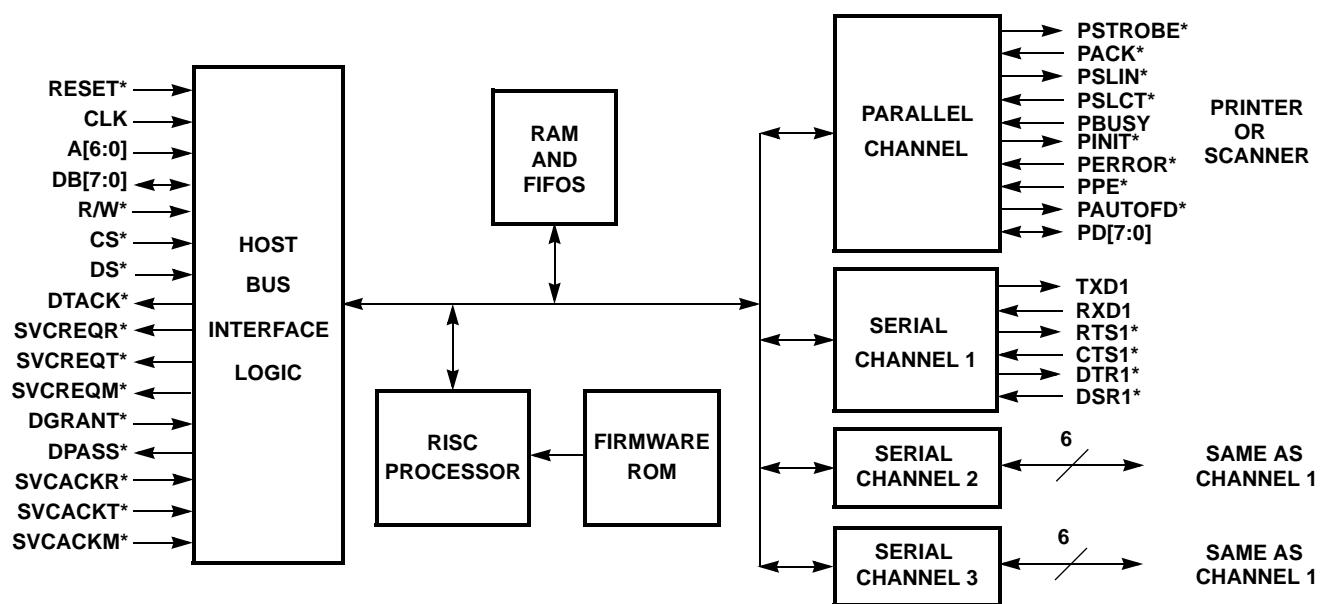 RESET*
CLK
A[6:0]
DB[7:0]
R/W*
CS*
DS*
DTACK*
SVCREQR*
SVCREQT*
SVCREQM*
DGRANT*
DPASS*
SVCACKR*
SVCACKT*
SVCACKM*
HOST
BUS
INTERFACE
LOGIC
RAM
AND
FIFOS
RISC
PROCESSOR
FIRMWARE
ROM
PARALLEL
CHANNEL
PSTROBE*
PACK*
PSLIN*
PSLCT*
PBUSY
PINIT*
PERROR*
PPE*
PAUTOFD*
PD[7:0]
PRINTER
OR
SCANNER
SERIAL
CHANNEL 1
TXD1
RXD1
RTS1*
CTS1*
DTR1*
DSR1*
SERIAL
CHANNEL 2
6
SAME AS
CHANNEL 1
SERIAL
CHANNEL 3
6
SAME AS
CHANNEL 1